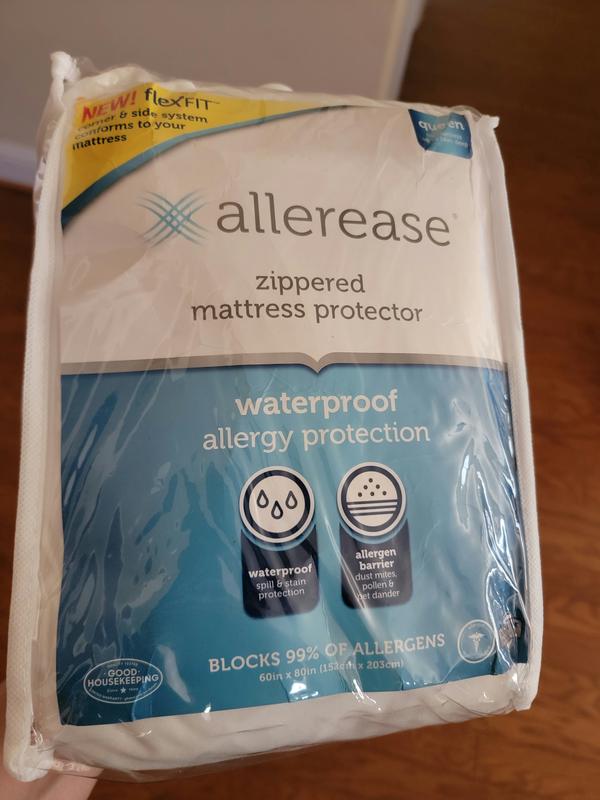 NEW! flexFIT™
corner & side system
conforms to your
mattress
queen
allerease®
zippered
mattress protector
waterproof
allergy protection
waterproof
spill & stain
protection
allergen
barrier
dust mites,
pollen &
pet dander
BLOCKS 99% OF ALLERGENS
60in x 80in (152cm x 203cm)
GOOD
HOUSEKEEPING